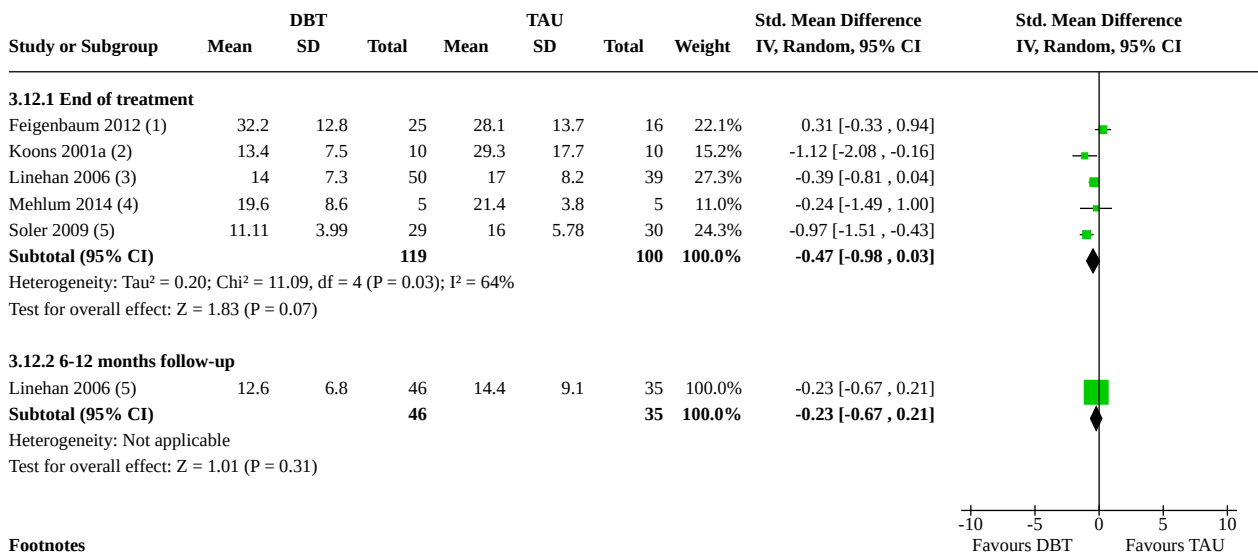 DBT TAU Std. Mean Difference Std. Mean Difference
Study or Subgroup Mean SD Total Mean SD Total Weight IV, Random, 95% CI IV, Random, 95% CI
3.12.1 End of treatment
Feigenbaum 2012 (1) 32.2 12.8 25 28.1 13.7 16 22.1% 0.31 [-0.33 , 0.94]
Koons 2001a (2) 13.4 7.5 10 29.3 17.7 10 15.2% -1.12 [-2.08 , -0.16]
Linehan 2006 (3) 14 7.3 50 17 8.2 39 27.3% -0.39 [-0.81 , 0.04]
Mehlum 2014 (4) 19.6 8.6 5 21.4 3.8 5 11.0% -0.24 [-1.49 , 1.00]
Soler 2009 (5) 11.11 3.99 29 16 5.78 30 24.3% -0.97 [-1.51 , -0.43]
Subtotal (95% CI) 119 100 100.0% -0.47 [-0.98 , 0.03]
Heterogeneity: Tau² = 0.20; Chi² = 11.09, df = 4 (P = 0.03); I² = 64%
Test for overall effect: Z = 1.83 (P = 0.07)
3.12.2 6-12 months follow-up
Linehan 2006 (5) 12.6 6.8 46 14.4 9.1 35 100.0% -0.23 [-0.67 , 0.21]
Subtotal (95% CI) 46 35 100.0% -0.23 [-0.67 , 0.21]
Heterogeneity: Not applicable
Test for overall effect: Z = 1.01 (P = 0.31)
-10 -5 0 5 10
Footnotes Favours DBT Favours TAU